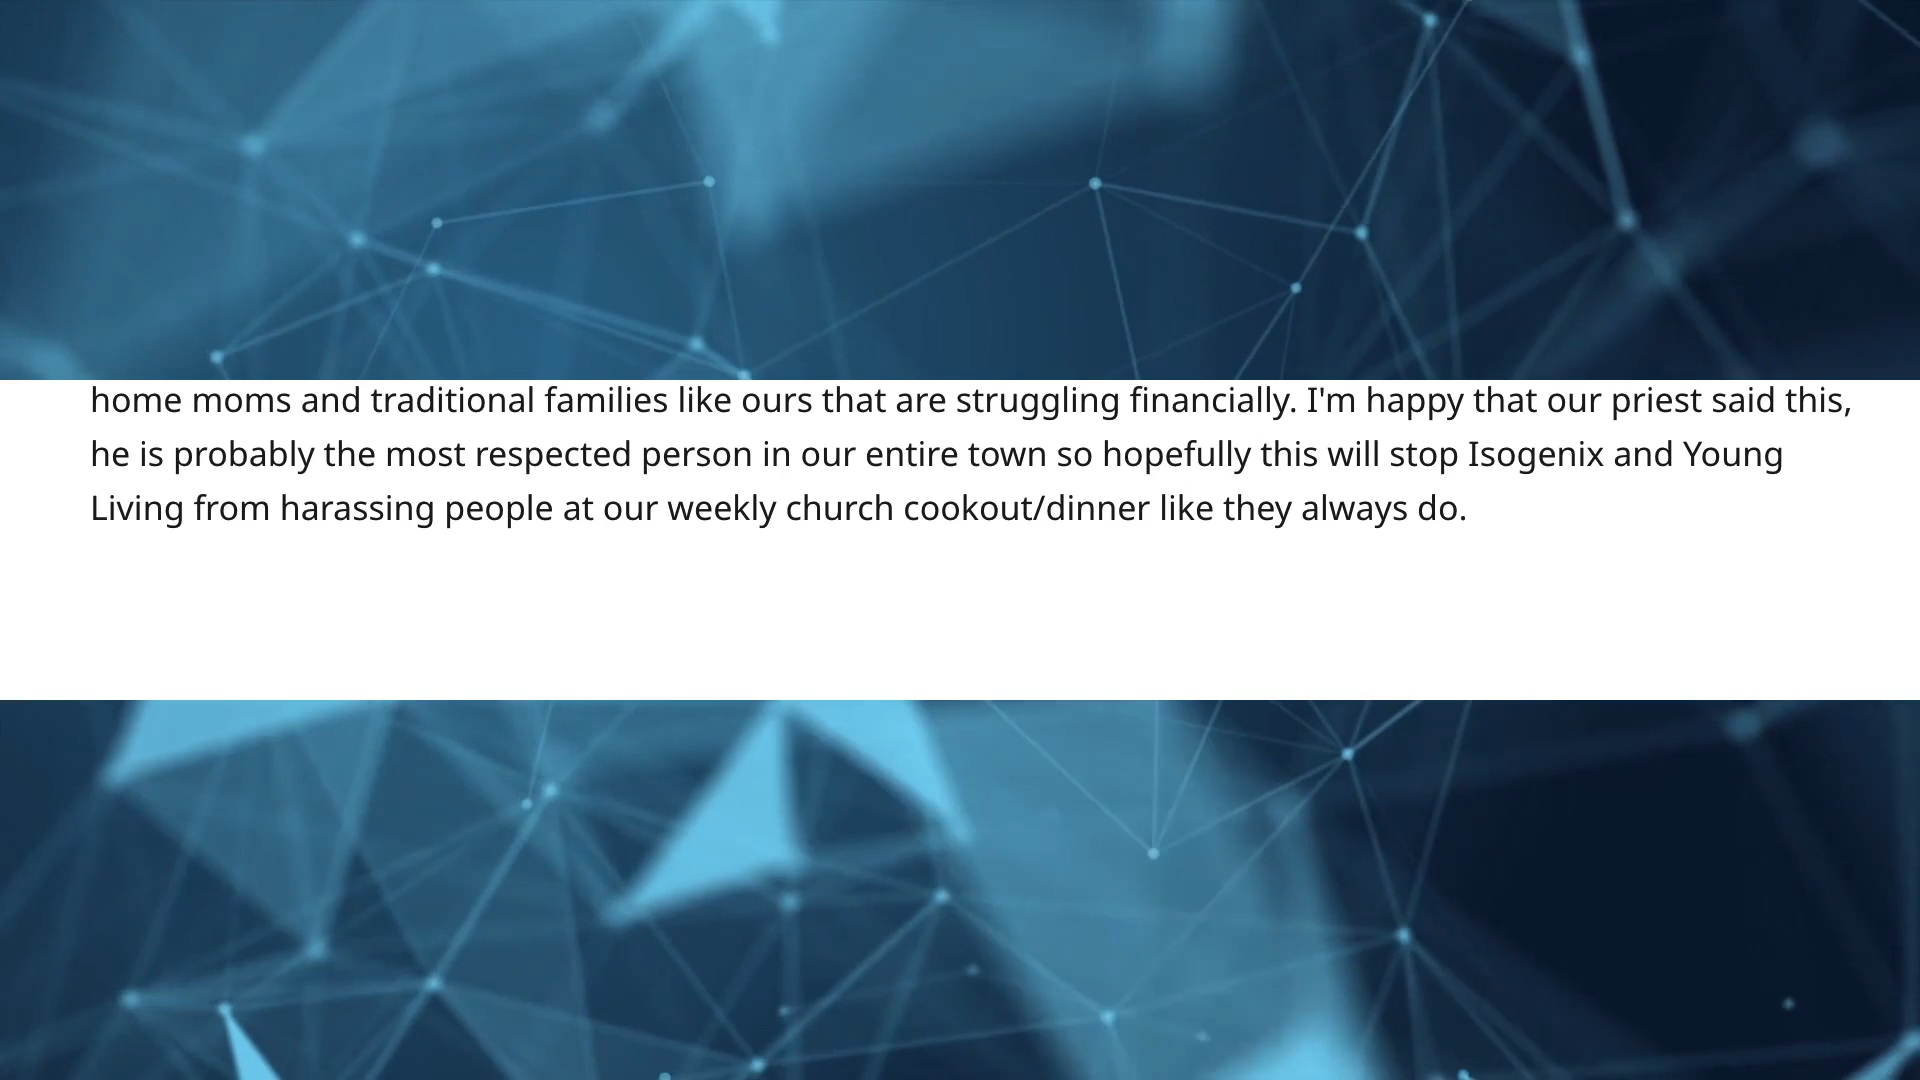 home moms and traditional families like ours that are struggling financially. I'm happy that our priest said this,
he is probably the most respected person in our entire town so hopefully this will stop Isogenix and Young
Living from harassing people at our weekly church cookout/dinner like they always do.